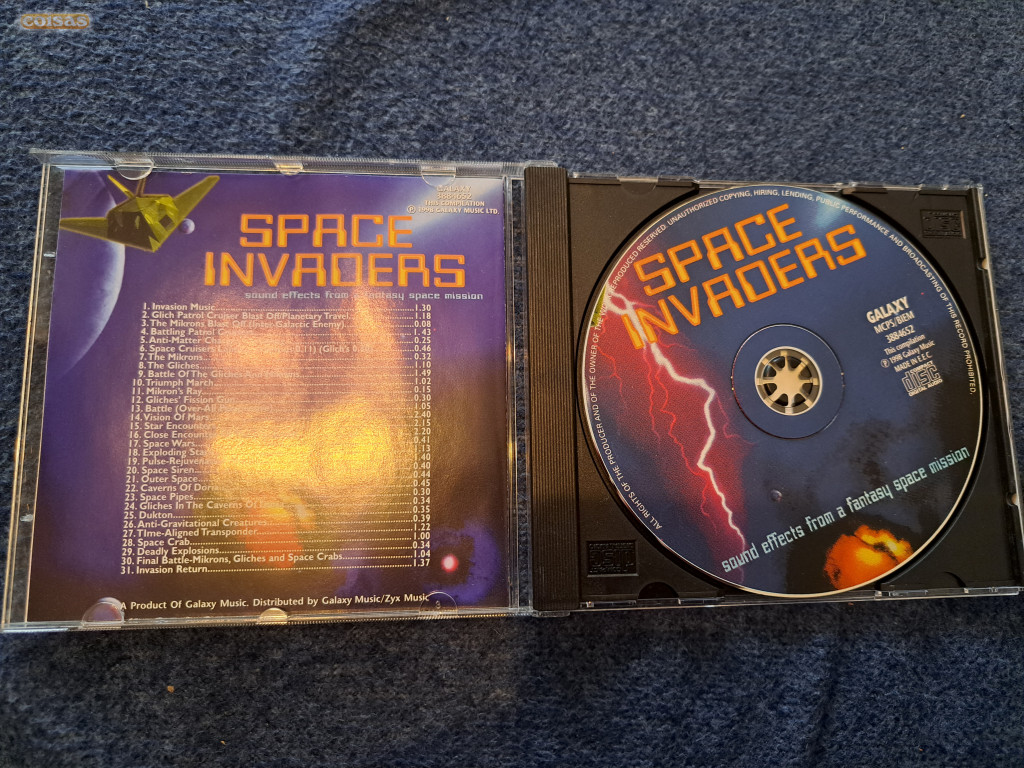 coisas
GALAXY
3884652
THIS COMPILATION
℗ 1998 GALAXY MUSIC LTD.
SPACE
INVADERS
sound effects from a fantasy space mission
1. Invasion Music 1.30
2. Glich Patrol Cruiser Blast Off/Planetary Travel 1.18
3. The Mikrons Blast Off (Inter-Galactic Enemy) 0.08
4. Battling Patrol 1.43
5. Anti-Matter 0.25
6. Space Cruisers 0.11) (Glich's 0.46
7. The Mikrons 0.32
8. The Gliches 1.10
9. Battle Of The Gliches And Mikrons 1.49
10. Triumph March 1.02
11. Mikron's Ray 0.15
12. Gliches' Fission Gun 0.30
13. Battle (Over-All 1.05
14. Vision Of Mars 2.40
15. Star Encounter 2.15
16. Close Encounter 2.20
17. Space Wars 0.41
18. Exploding Star .13
19. Pulse-Rejuvena .40
20. Space Siren 0.40
21. Outer Space 0.44
22. Caverns Of 0.45
23. Space Pipes 0.30
24. Gliches In The Caverns Of 0.34
25. Dukton 0.35
26. Anti-Gravitational Creatures 0.39
27. TIme-Aligned Transponder 1.22
28. Space Crab 1.00
29. Deadly Explosions 0.34
30. Final Battle-Mikrons, Gliches and Space Crabs 1.04
31. Invasion Return 1.37
A Product Of Galaxy Music. Distributed by Galaxy Music/Zyx Music
3
ALL RIGHTS OF THE PRODUCER AND OF THE OWNER OF THE REPRODUCED RESERVED. UNAUTHORIZED COPYING, HIRING, LENDING, PUBLIC PERFORMANCE AND BROADCASTING OF THIS RECORD PROHIBITED.
SPACE
INVADERS
GALAXY
MCPS/BIEM
3884652
This compilation
℗ 1998 Galaxy Music
MADE IN E.E.C.
COMPACT
disc
DIGITAL AUDIO
sound effects from a fantasy space mission